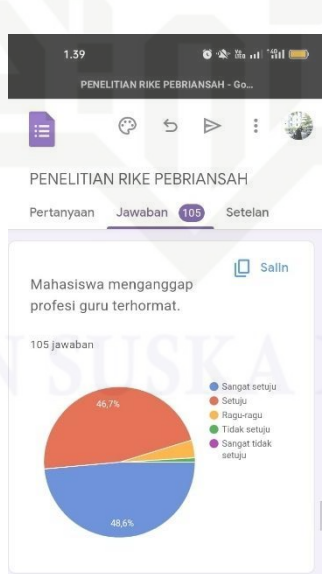 1.39
PENELITIAN RIKE PEBRIANSAH - Go...
PENELITIAN RIKE PEBRIANSAH
Pertanyaan Jawaban 105 Setelan
Salin
Mahasiswa menganggap
profesi guru terhormat.
105 jawaban
Sangat setuju
Setuju
Ragu-ragu
Tidak setuju
Sangat tidak
setuju
46,7%
48,6%